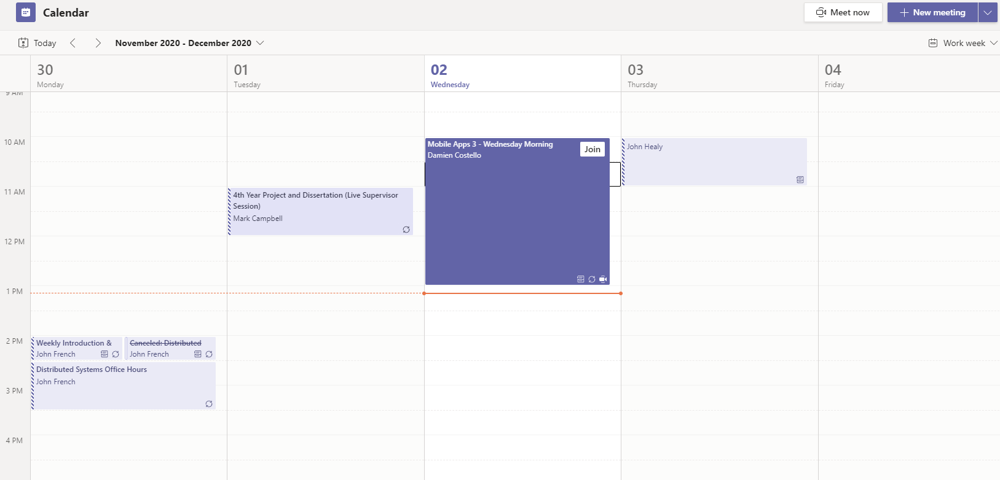 Calendar
Meet now
New meeting
Today
November 2020 - December 2020
Work week
30
Monday
01
Tuesday
02
Wednesday
03
Thursday
04
Friday
9 AM
10 AM
11 AM
12 PM
1 PM
2 PM
3 PM
4 PM
Weekly Introduction &
John French
Canceled: Distributed
John French
Distributed Systems Office Hours
John French
4th Year Project and Dissertation (Live Supervisor
Session)
Mark Campbell
Mobile Apps 3 - Wednesday Morning
Damien Costello
Join
John Healy